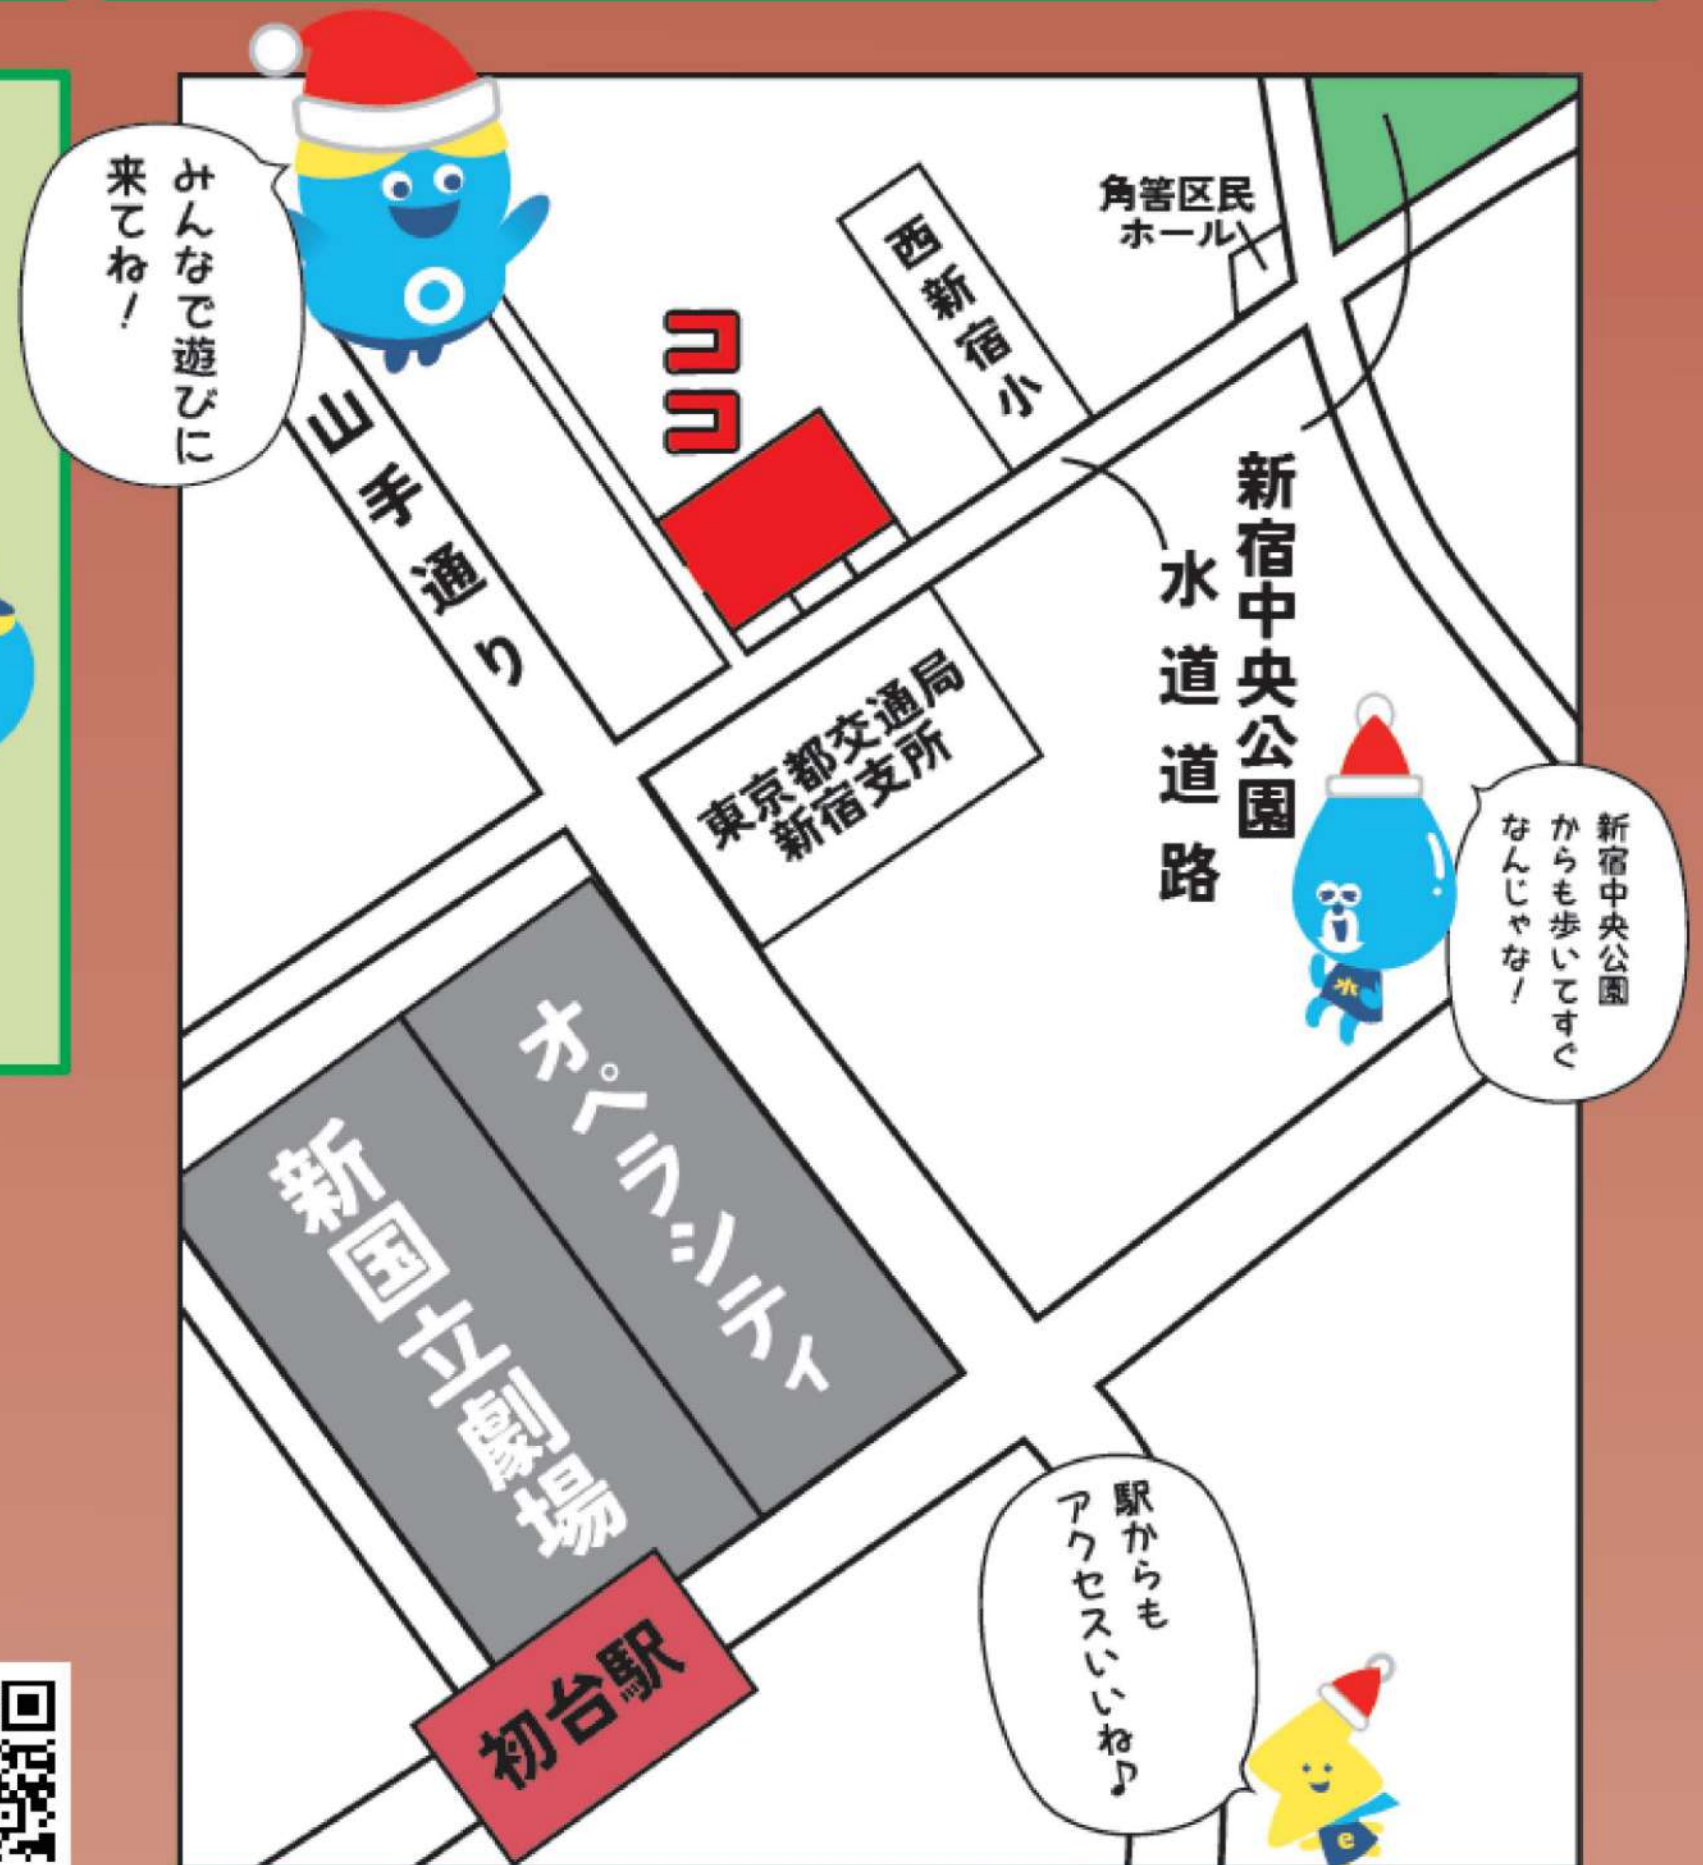 みんなで遊びに
来てね！
角筈区民
ホール
西新宿小
ココ
山手通り
新宿中央公園
水道道路
東京都交通局
新宿支所
新宿中央公園
からも歩いてすぐ
なんじゃな！
水
オペラシティ
新国立劇場
駅からも
アクセスいいね♪
初台駅
e